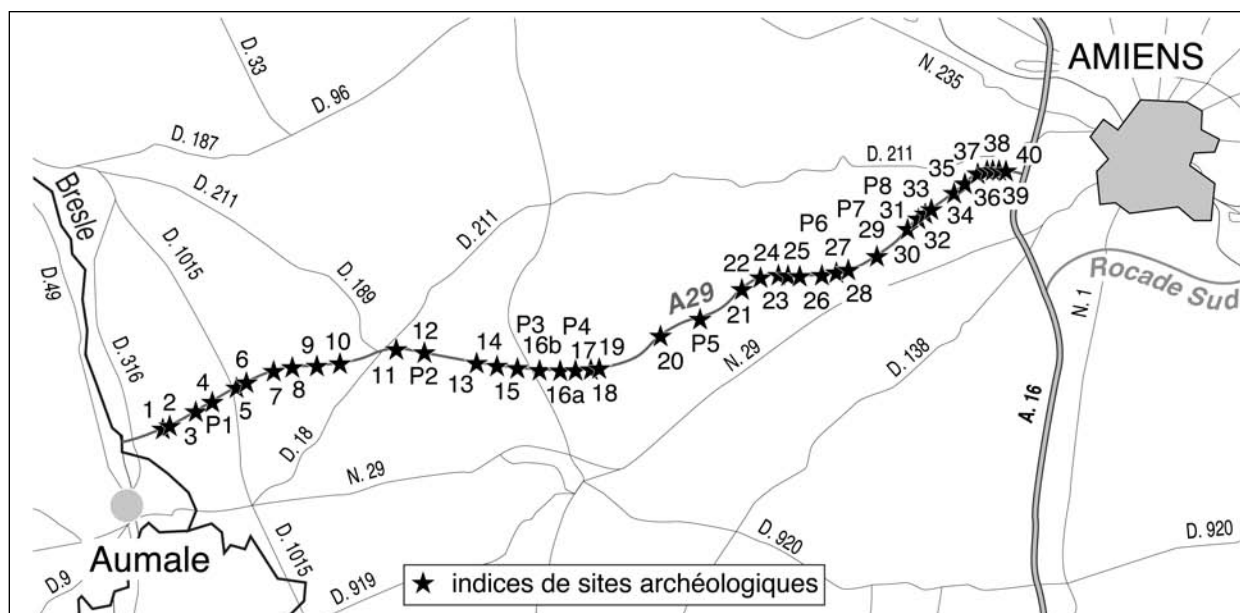 AMIENS
N. 235
D. 33
D. 96
D. 187
D. 211
D. 211
D. 211
Bresle
D. 1015
D. 49
D. 189
D. 316
37 38
35 40
P8 33
36 39
P7 31 34
P6 29 32
27 30
24 25
22 28
23 26
21
A29
P5
20
Rocade Sud
N. 1
N. 29
D. 138
A. 16
P3 P4
16b 17 19
14
12
9 10
6
4
1 2
3 P1 5 7 8
11 P2 13 15 16a 18
D. 18
N. 29
Aumale
D. 1015
D. 9
D. 919
D. 920
D. 920
★ indices de sites archéologiques